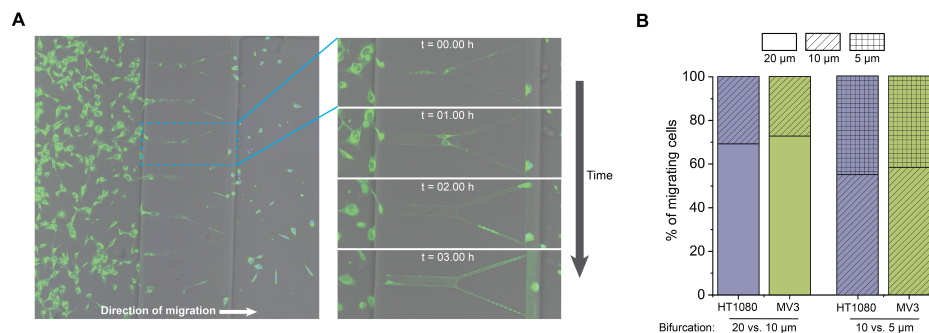 A
t = 00.00 h
t = 01.00 h
t = 02.00 h
t = 03.00 h
Time
Direction of migration
B
20 µm 10 µm 5 µm
% of migrating cells
100
80
60
40
20
0
HT1080 MV3 HT1080 MV3
Bifurcation: 20 vs. 10 µm 10 vs. 5 µm